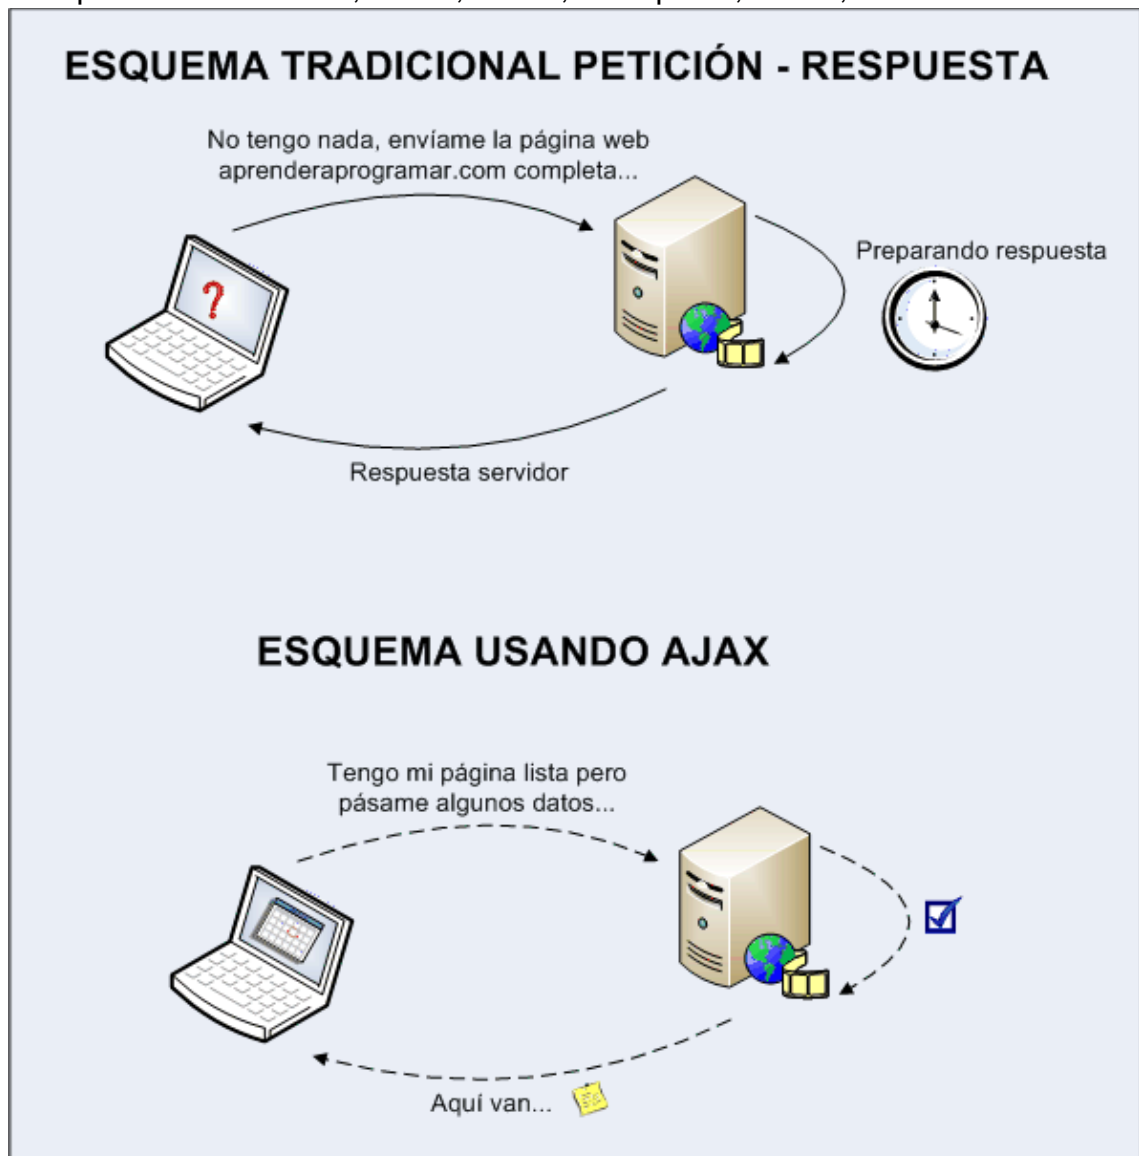 ESQUEMA TRADICIONAL PETICIÓN - RESPUESTA
No tengo nada, envíame la página web
aprenderaprogramar.com completa...
Preparando respuesta
?
Respuesta servidor
ESQUEMA USANDO AJAX
Tengo mi página lista pero
pásame algunos datos...
Aquí van...